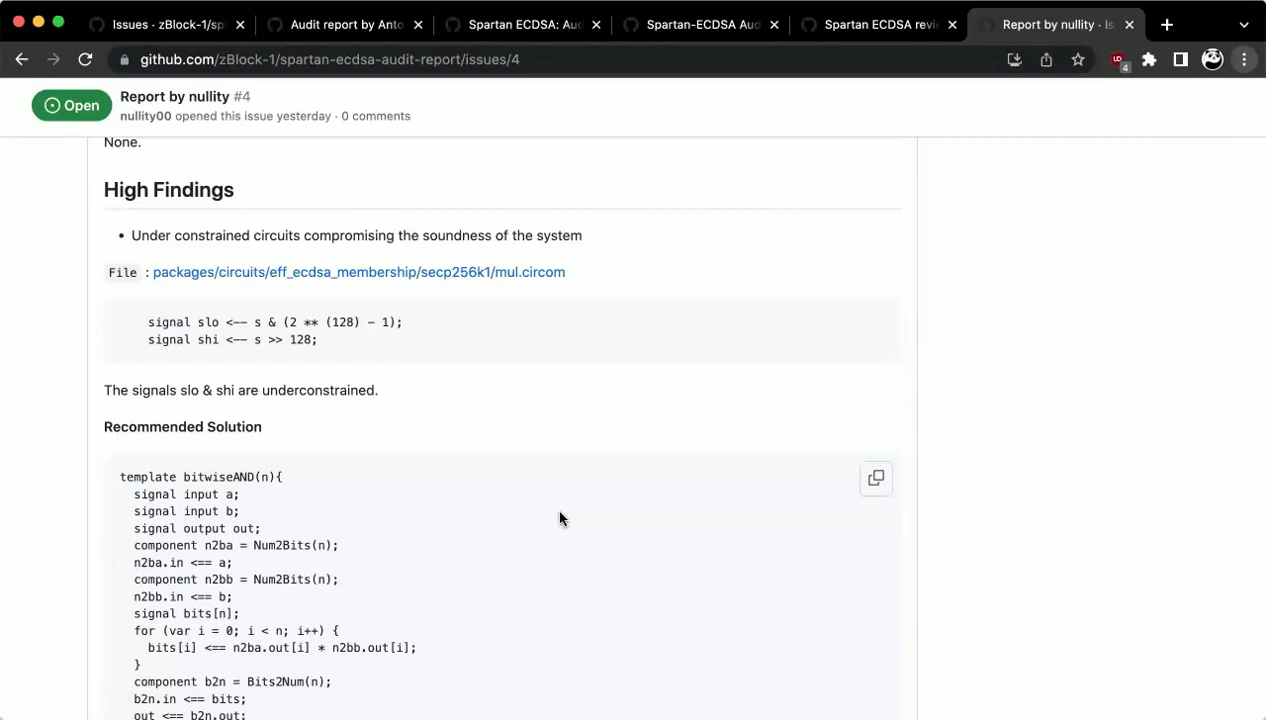 Issues · zBlock-1/sp
Audit report by Anto
Spartan ECDSA: Au
Spartan-ECDSA Aud
Spartan ECDSA revi
Report by nullity · Is
github.com/zBlock-1/spartan-ecdsa-audit-report/issues/4
4
Open
Report by nullity #4
nullity00 opened this issue yesterday · 0 comments
None.
High Findings
• Under constrained circuits compromising the soundness of the system
File : packages/circuits/eff_ecdsa_membership/secp256k1/mul.circom
signal slo <-- s & (2 ** (128) - 1);
signal shi <-- s >> 128;
The signals slo & shi are underconstrained.
Recommended Solution
template bitwiseAND(n){
signal input a;
signal input b;
signal output out;
component n2ba = Num2Bits(n);
n2ba.in <== a;
component n2bb = Num2Bits(n);
n2bb.in <== b;
signal bits[n];
for (var i = 0; i < n; i++) {
bits[i] <== n2ba.out[i] * n2bb.out[i];
}
component b2n = Bits2Num(n);
b2n.in <== bits;
out <== b2n.out;